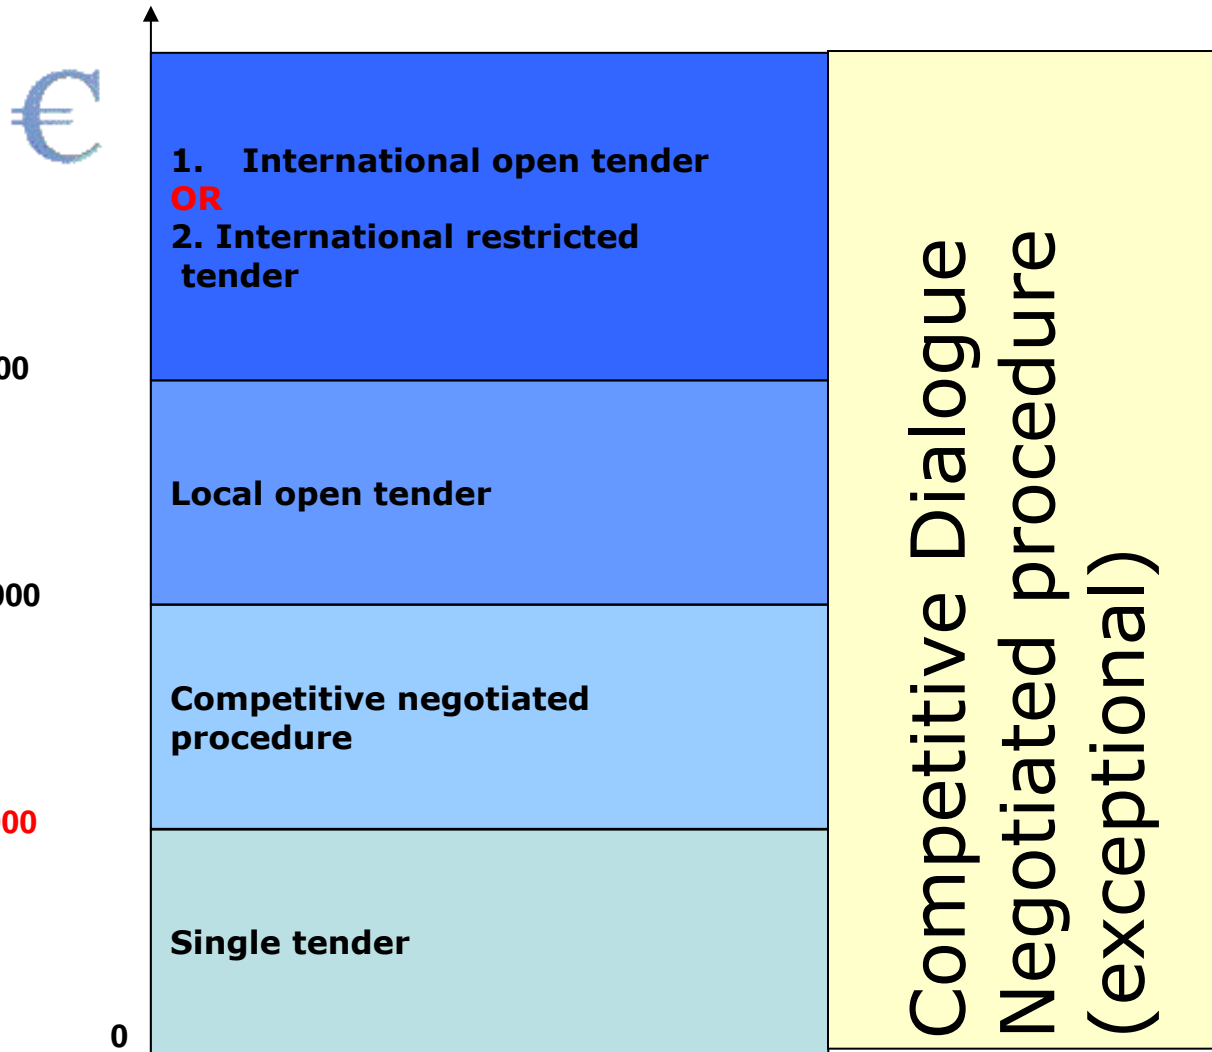 €
1. International open tender
OR
2. International restricted
tender
00
Local open tender
000
Competitive negotiated
procedure
000
Single tender
0
Competitive Dialogue
Negotiated procedure
(exceptional)